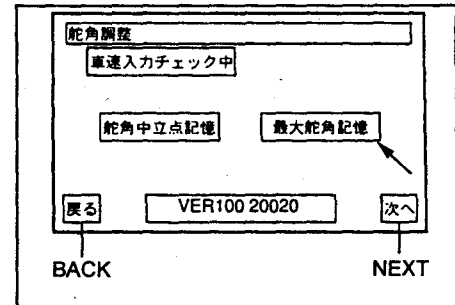 舵角調整
車速入力チェック中
舵角中立点記憶 最大舵角記憶
戻る VER100 20020 次へ
BACK NEXT